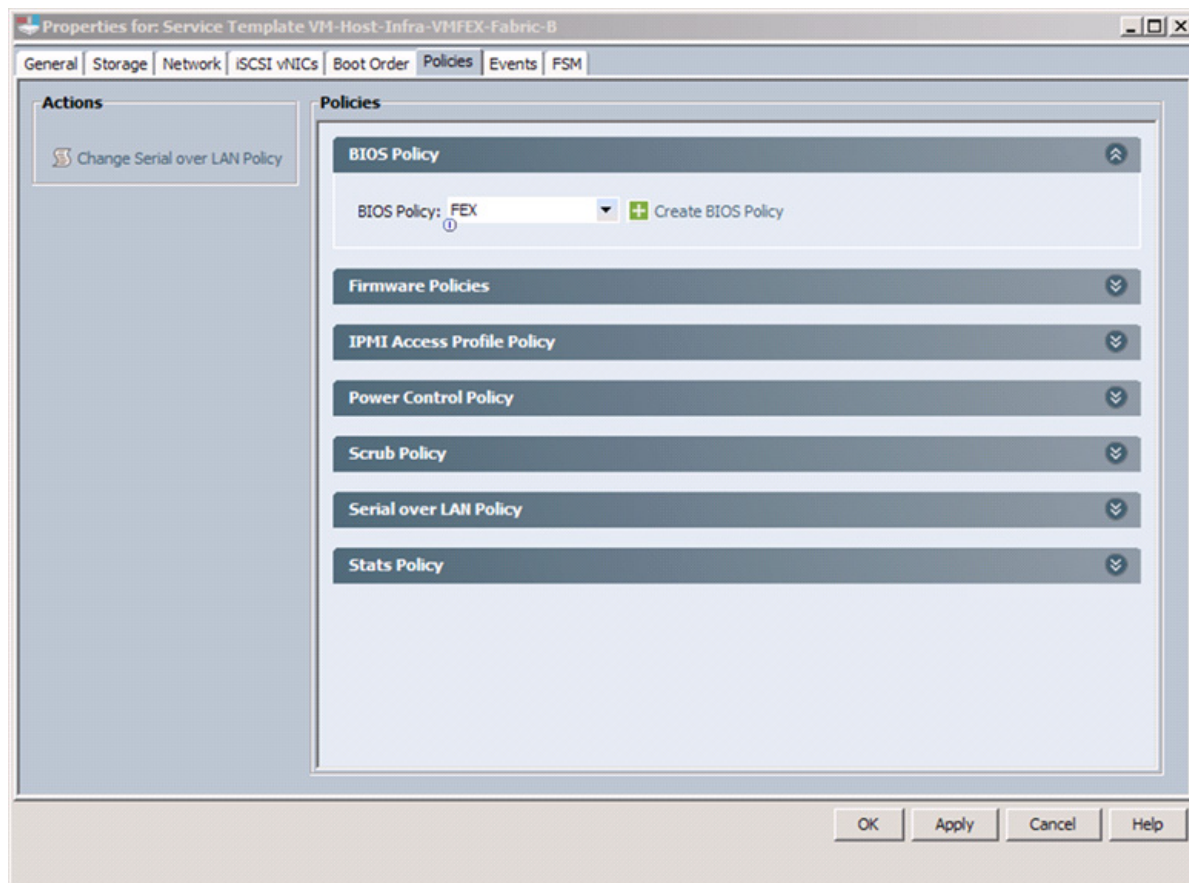 Properties for: Service Template VM-Host-Infra-VMFEX-Fabric-B
General Storage Network iSCSI vNICs Boot Order Policies Events FSM
Actions
Change Serial over LAN Policy
Policies
BIOS Policy
BIOS Policy: FEX Create BIOS Policy
Firmware Policies
IPMI Access Profile Policy
Power Control Policy
Scrub Policy
Serial over LAN Policy
Stats Policy
OK Apply Cancel Help